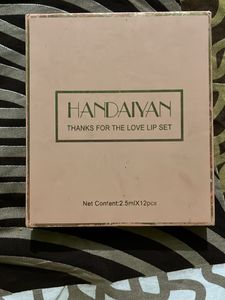 HANDAIYAN
THANKS FOR THE LOVE LIP SET
Net Content:2.5mlX12pcs